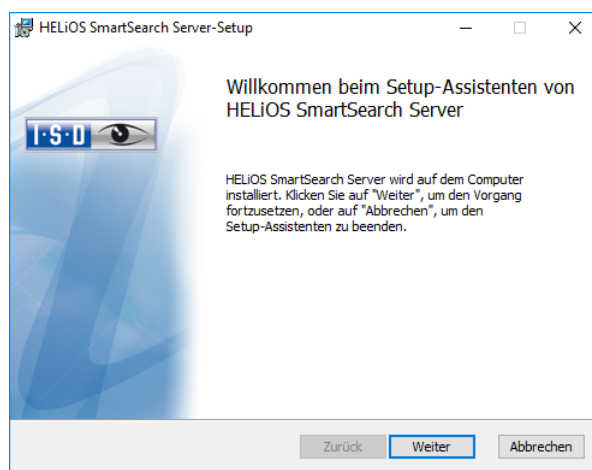 HELiOS SmartSearch Server-Setup
Willkommen beim Setup-Assistenten von
HELiOS SmartSearch Server
I·S·D
HELiOS SmartSearch Server wird auf dem Computer
installiert. Klicken Sie auf "Weiter", um den Vorgang
fortzusetzen, oder auf "Abbrechen", um den
Setup-Assistenten zu beenden.
Zurück Weiter Abbrechen